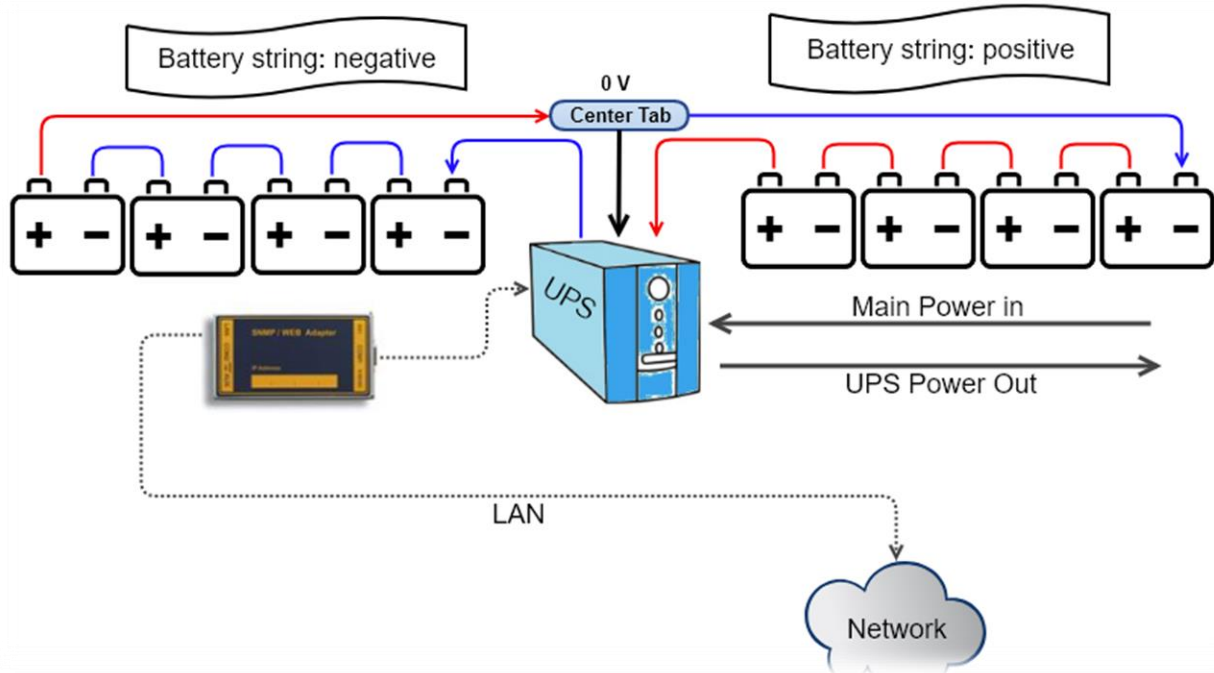 Battery string: negative
Battery string: positive
0 V
Center Tab
+ - + - + - + -
+ - + - + - + -
UPS
SNMP / WEB Adapter
Main Power in
UPS Power Out
LAN
Network